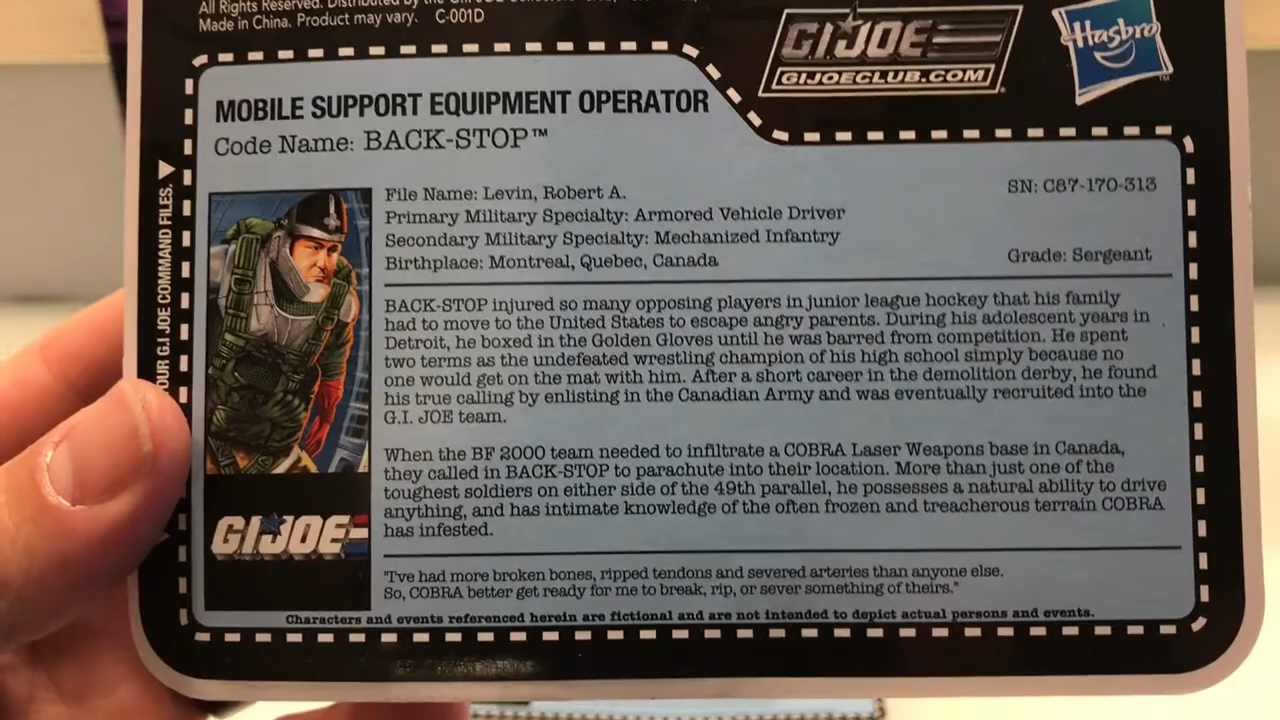 All Rights Reserved. Distributed by the G.I. JOE Collectors'
Made in China. Product may vary. C-001D
GI JOE
GIJOECLUB.COM
Hasbro
™
MOBILE SUPPORT EQUIPMENT OPERATOR
Code Name: BACK-STOP™
OUR G.I JOE COMMAND FILES.
File Name: Levin, Robert A.
SN: C87-170-313
Primary Military Specialty: Armored Vehicle Driver
Secondary Military Specialty: Mechanized Infantry
Birthplace: Montreal, Quebec, Canada
Grade: Sergeant
BACK-STOP injured so many opposing players in junior league hockey that his family
had to move to the United States to escape angry parents. During his adolescent years in
Detroit, he boxed in the Golden Gloves until he was barred from competition. He spent
two terms as the undefeated wrestling champion of his high school simply because no
one would get on the mat with him. After a short career in the demolition derby, he found
his true calling by enlisting in the Canadian Army and was eventually recruited into the
G.I. JOE team.
When the BF 2000 team needed to infiltrate a COBRA Laser Weapons base in Canada,
they called in BACK-STOP to parachute into their location. More than just one of the
toughest soldiers on either side of the 49th parallel, he possesses a natural ability to drive
anything, and has intimate knowledge of the often frozen and treacherous terrain COBRA
has infested.
GI JOE
"I've had more broken bones, ripped tendons and severed arteries than anyone else.
So, COBRA better get ready for me to break, rip, or sever something of theirs."
Characters and events referenced herein are fictional and are not intended to depict actual persons and events.